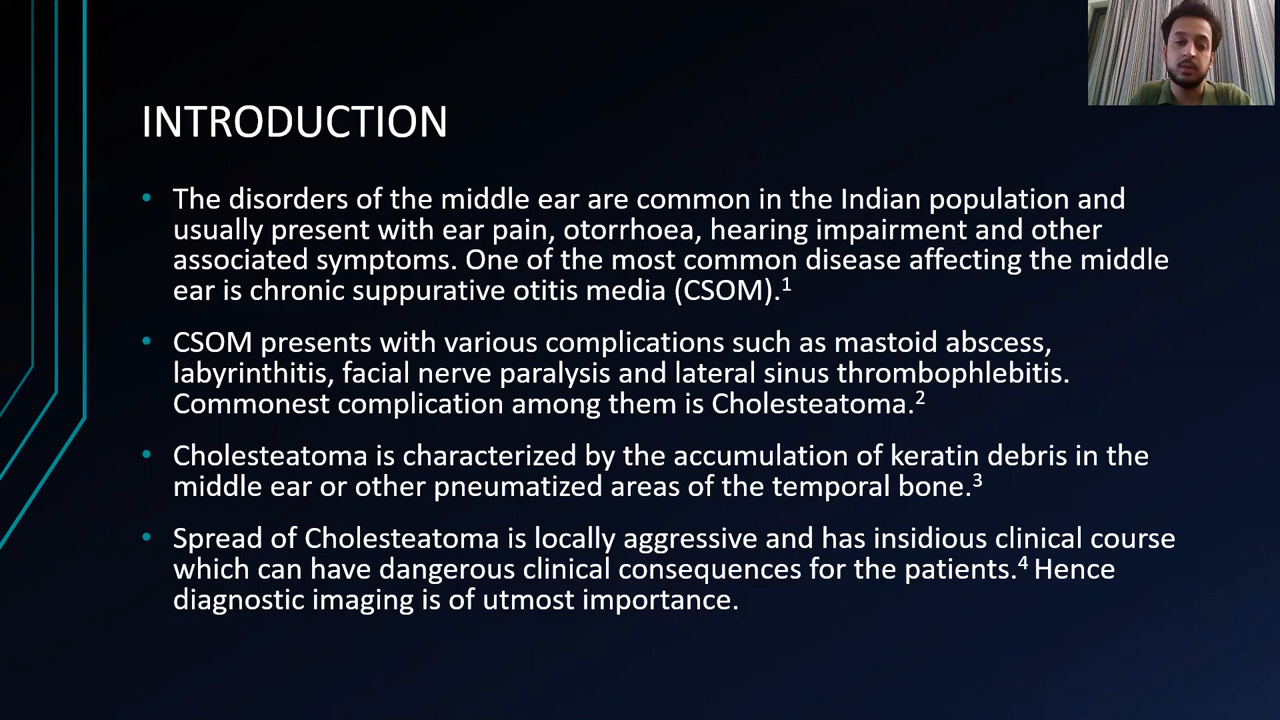 INTRODUCTION
• The disorders of the middle ear are common in the Indian population and
usually present with ear pain, otorrhoea, hearing impairment and other
associated symptoms. One of the most common disease affecting the middle
ear is chronic suppurative otitis media (CSOM).1
• CSOM presents with various complications such as mastoid abscess,
labyrinthitis, facial nerve paralysis and lateral sinus thrombophlebitis.
Commonest complication among them is Cholesteatoma.2
• Cholesteatoma is characterized by the accumulation of keratin debris in the
middle ear or other pneumatized areas of the temporal bone.3
• Spread of Cholesteatoma is locally aggressive and has insidious clinical course
which can have dangerous clinical consequences for the patients.4 Hence
diagnostic imaging is of utmost importance.